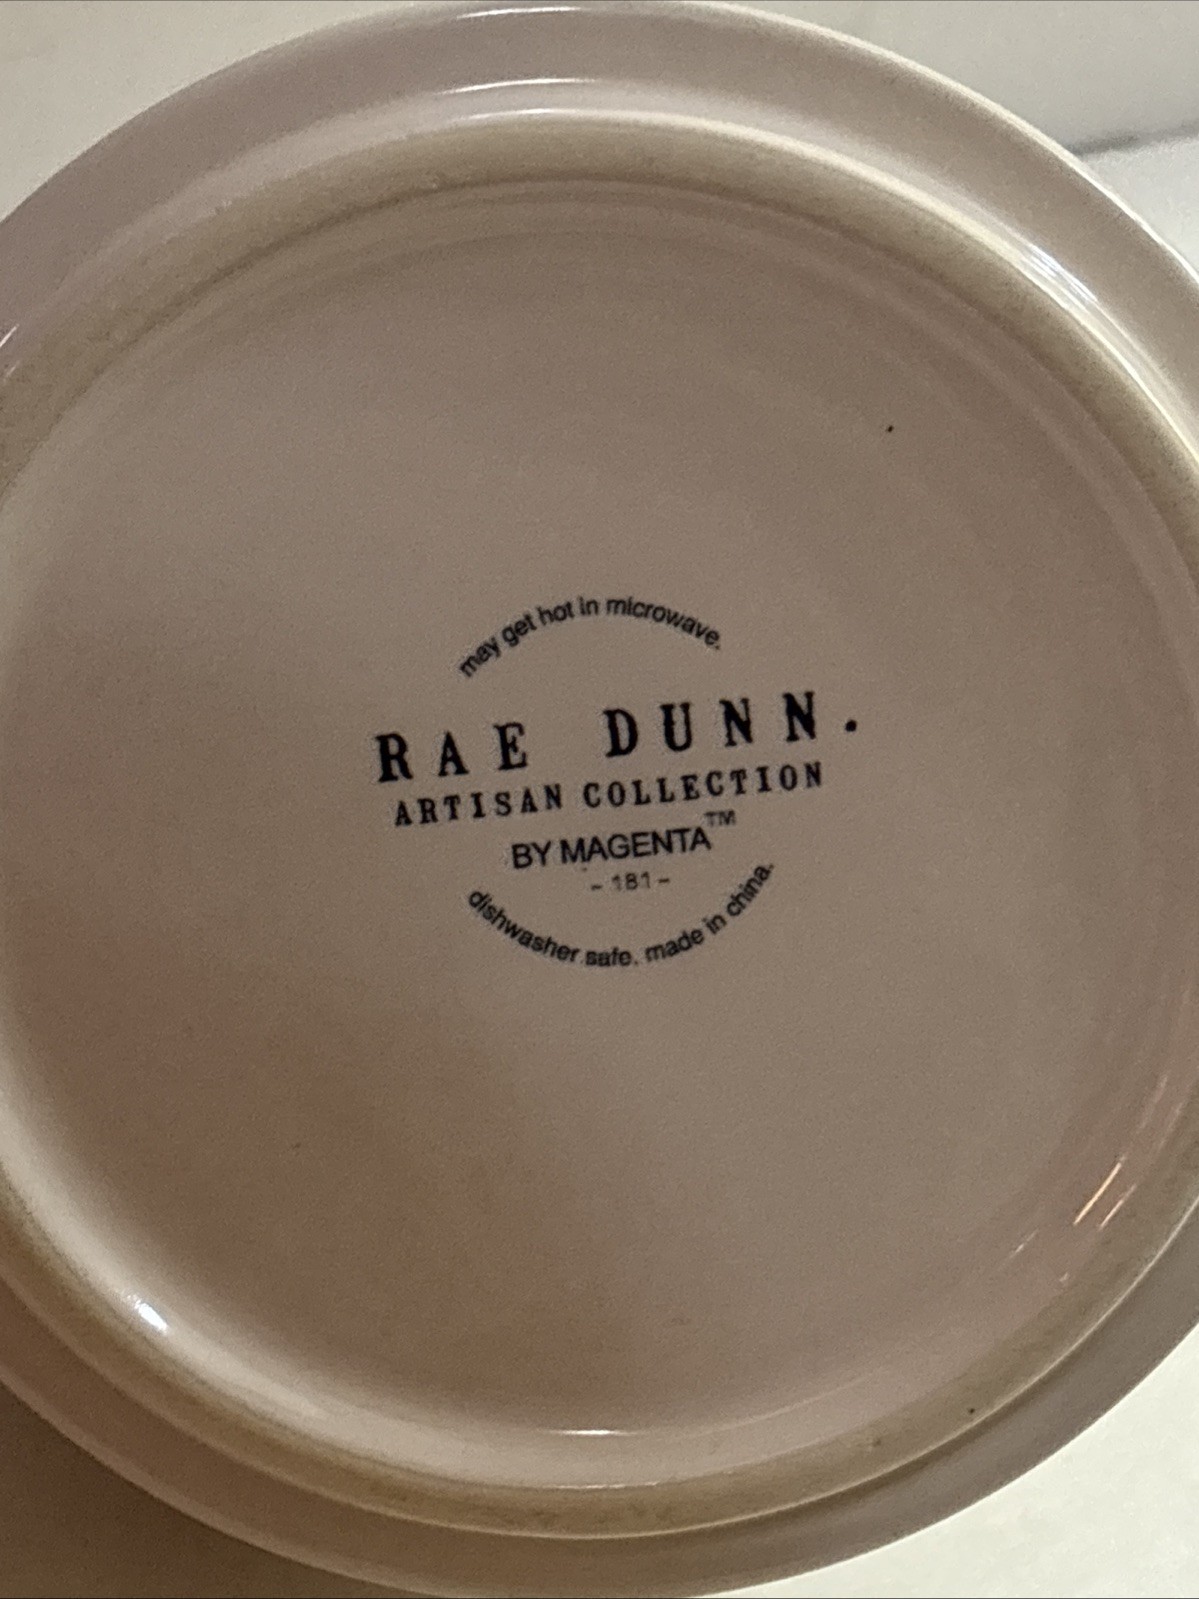 may get hot in microwave.
RAE DUNN.
ARTISAN COLLECTION
BY MAGENTA™
- 181 -
dishwasher safe. made in china.